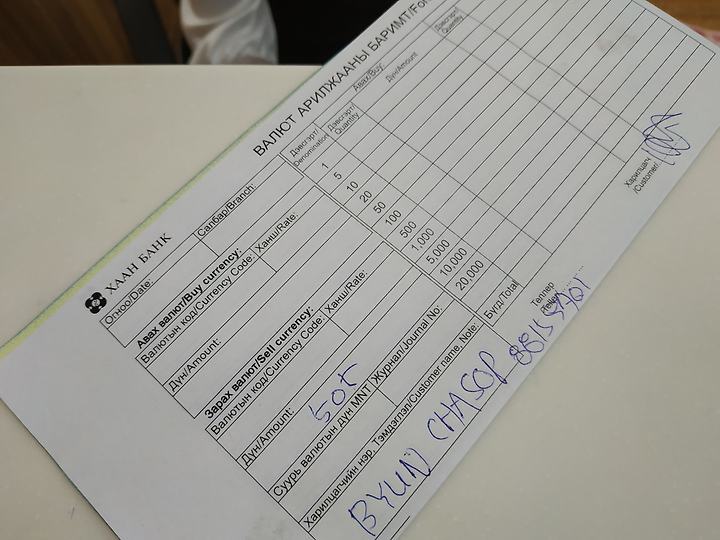 ХААН БАНК
ВАЛЮТ АРИЛЖААНЫ БАРИМТ/For
Огноо/Date:
Салбар/Branch:
Авах валют/Buy currency:
Валютын код/Currency Code:
Ханш/Rate:
Дүн/Amount:
Зарах валют/Sell currency:
Валютын код/Currency Code:
Ханш/Rate:
Дүн/Amount:
50₮
Суурь валютын дүн MNT
Журнал/Journal No:
Харилцагчийн нэр, Тэмдэглэл/Customer name, Note:
BYUN CHASOP
Дэвсгэрт/Denomination
Авах/Buy:
Дэвсгэрт/Quantity
Дүн/Amount
Дэвсгэрт/Quantity
1
5
10
20
50
100
500
1,000
5,000
10,000
20,000
Бүгд/Total
Теллер
/Teller/
Харилцагч
/Customer/